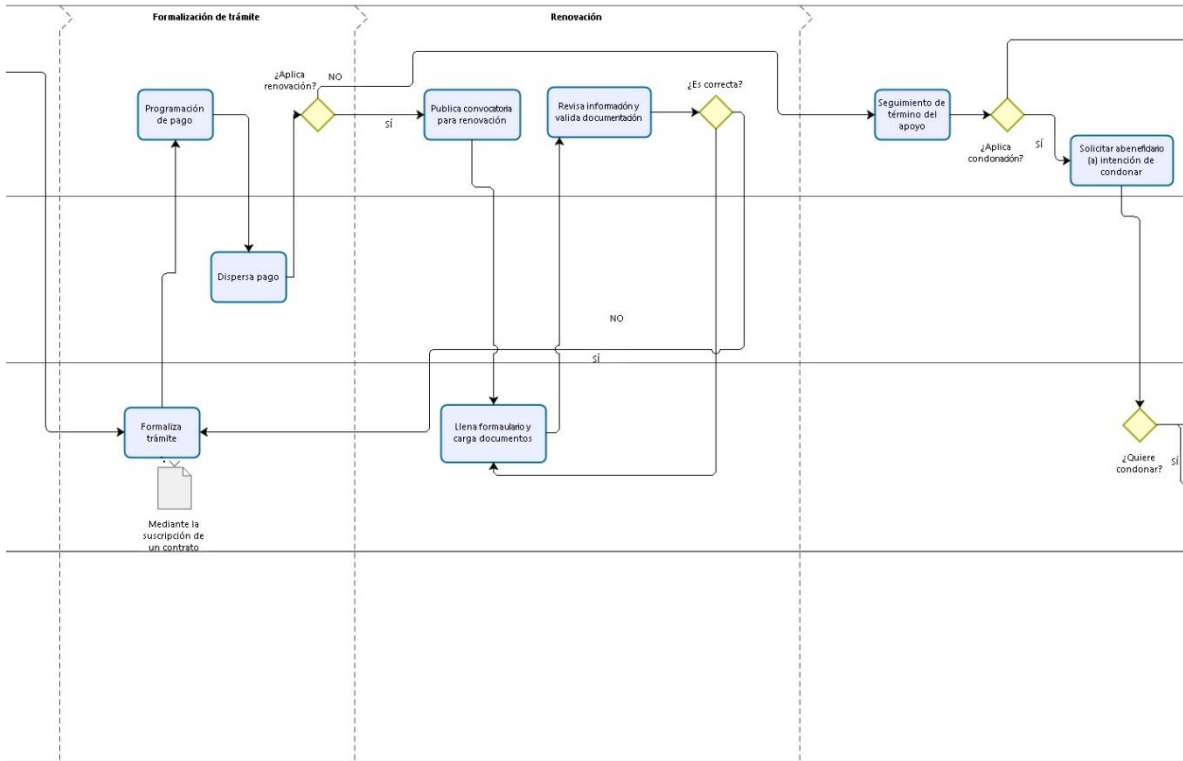 Formalización de trámite
Renovación
¿Aplica
renovación?
NO
SÍ
Programación
de pago
Publica convocatoria
para renovación
Revisa información y
valida documentación
¿Es correcta?
Seguimiento de
término del
apoyo
¿Aplica
condonación?
SÍ
Solicitar abenefidario
(a) intención de
condonar
Dispersa pago
NO
SÍ
Formaliza
trámite
Llena formaulario y
carga documentos
¿Quiere
condonar?
SÍ
Mediante la
suscripción de
un contrato